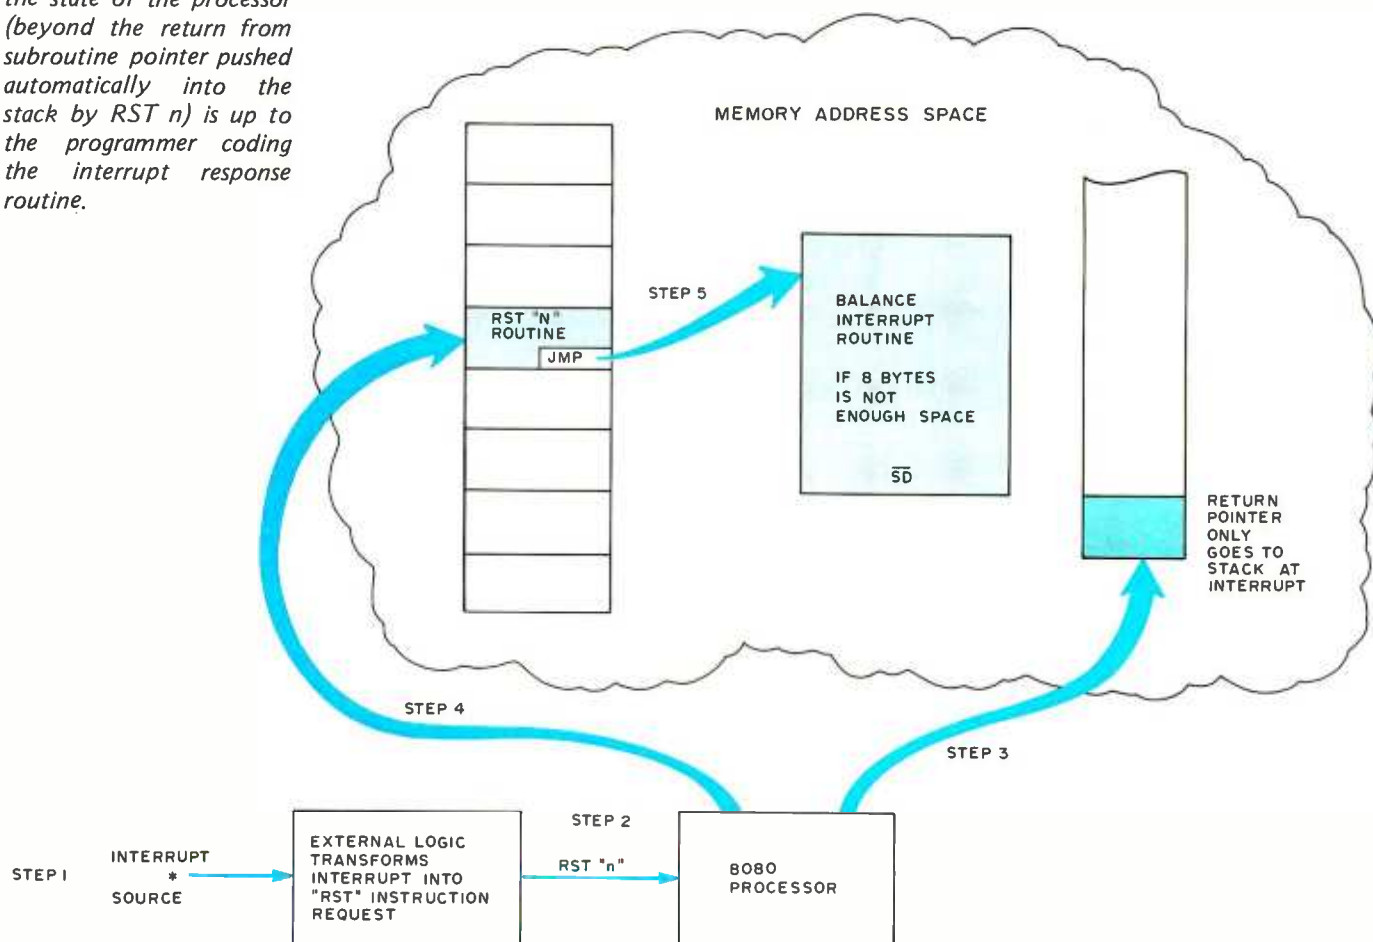 the state of the processor
(beyond the return from
subroutine pointer pushed
automatically into the
stack by RST n) is up to
the programmer coding
the interrupt response
routine.
MEMORY ADDRESS SPACE
RST "N"
ROUTINE
JMP
STEP 5
BALANCE
INTERRUPT
ROUTINE
IF 8 BYTES
IS NOT
ENOUGH SPACE
S̅D̅
RETURN
POINTER
ONLY
GOES TO
STACK AT
INTERRUPT
STEP 4
STEP 3
STEP 1
INTERRUPT
*
SOURCE
EXTERNAL LOGIC
TRANSFORMS
INTERRUPT INTO
"RST" INSTRUCTION
REQUEST
STEP 2
RST "n"
8080
PROCESSOR